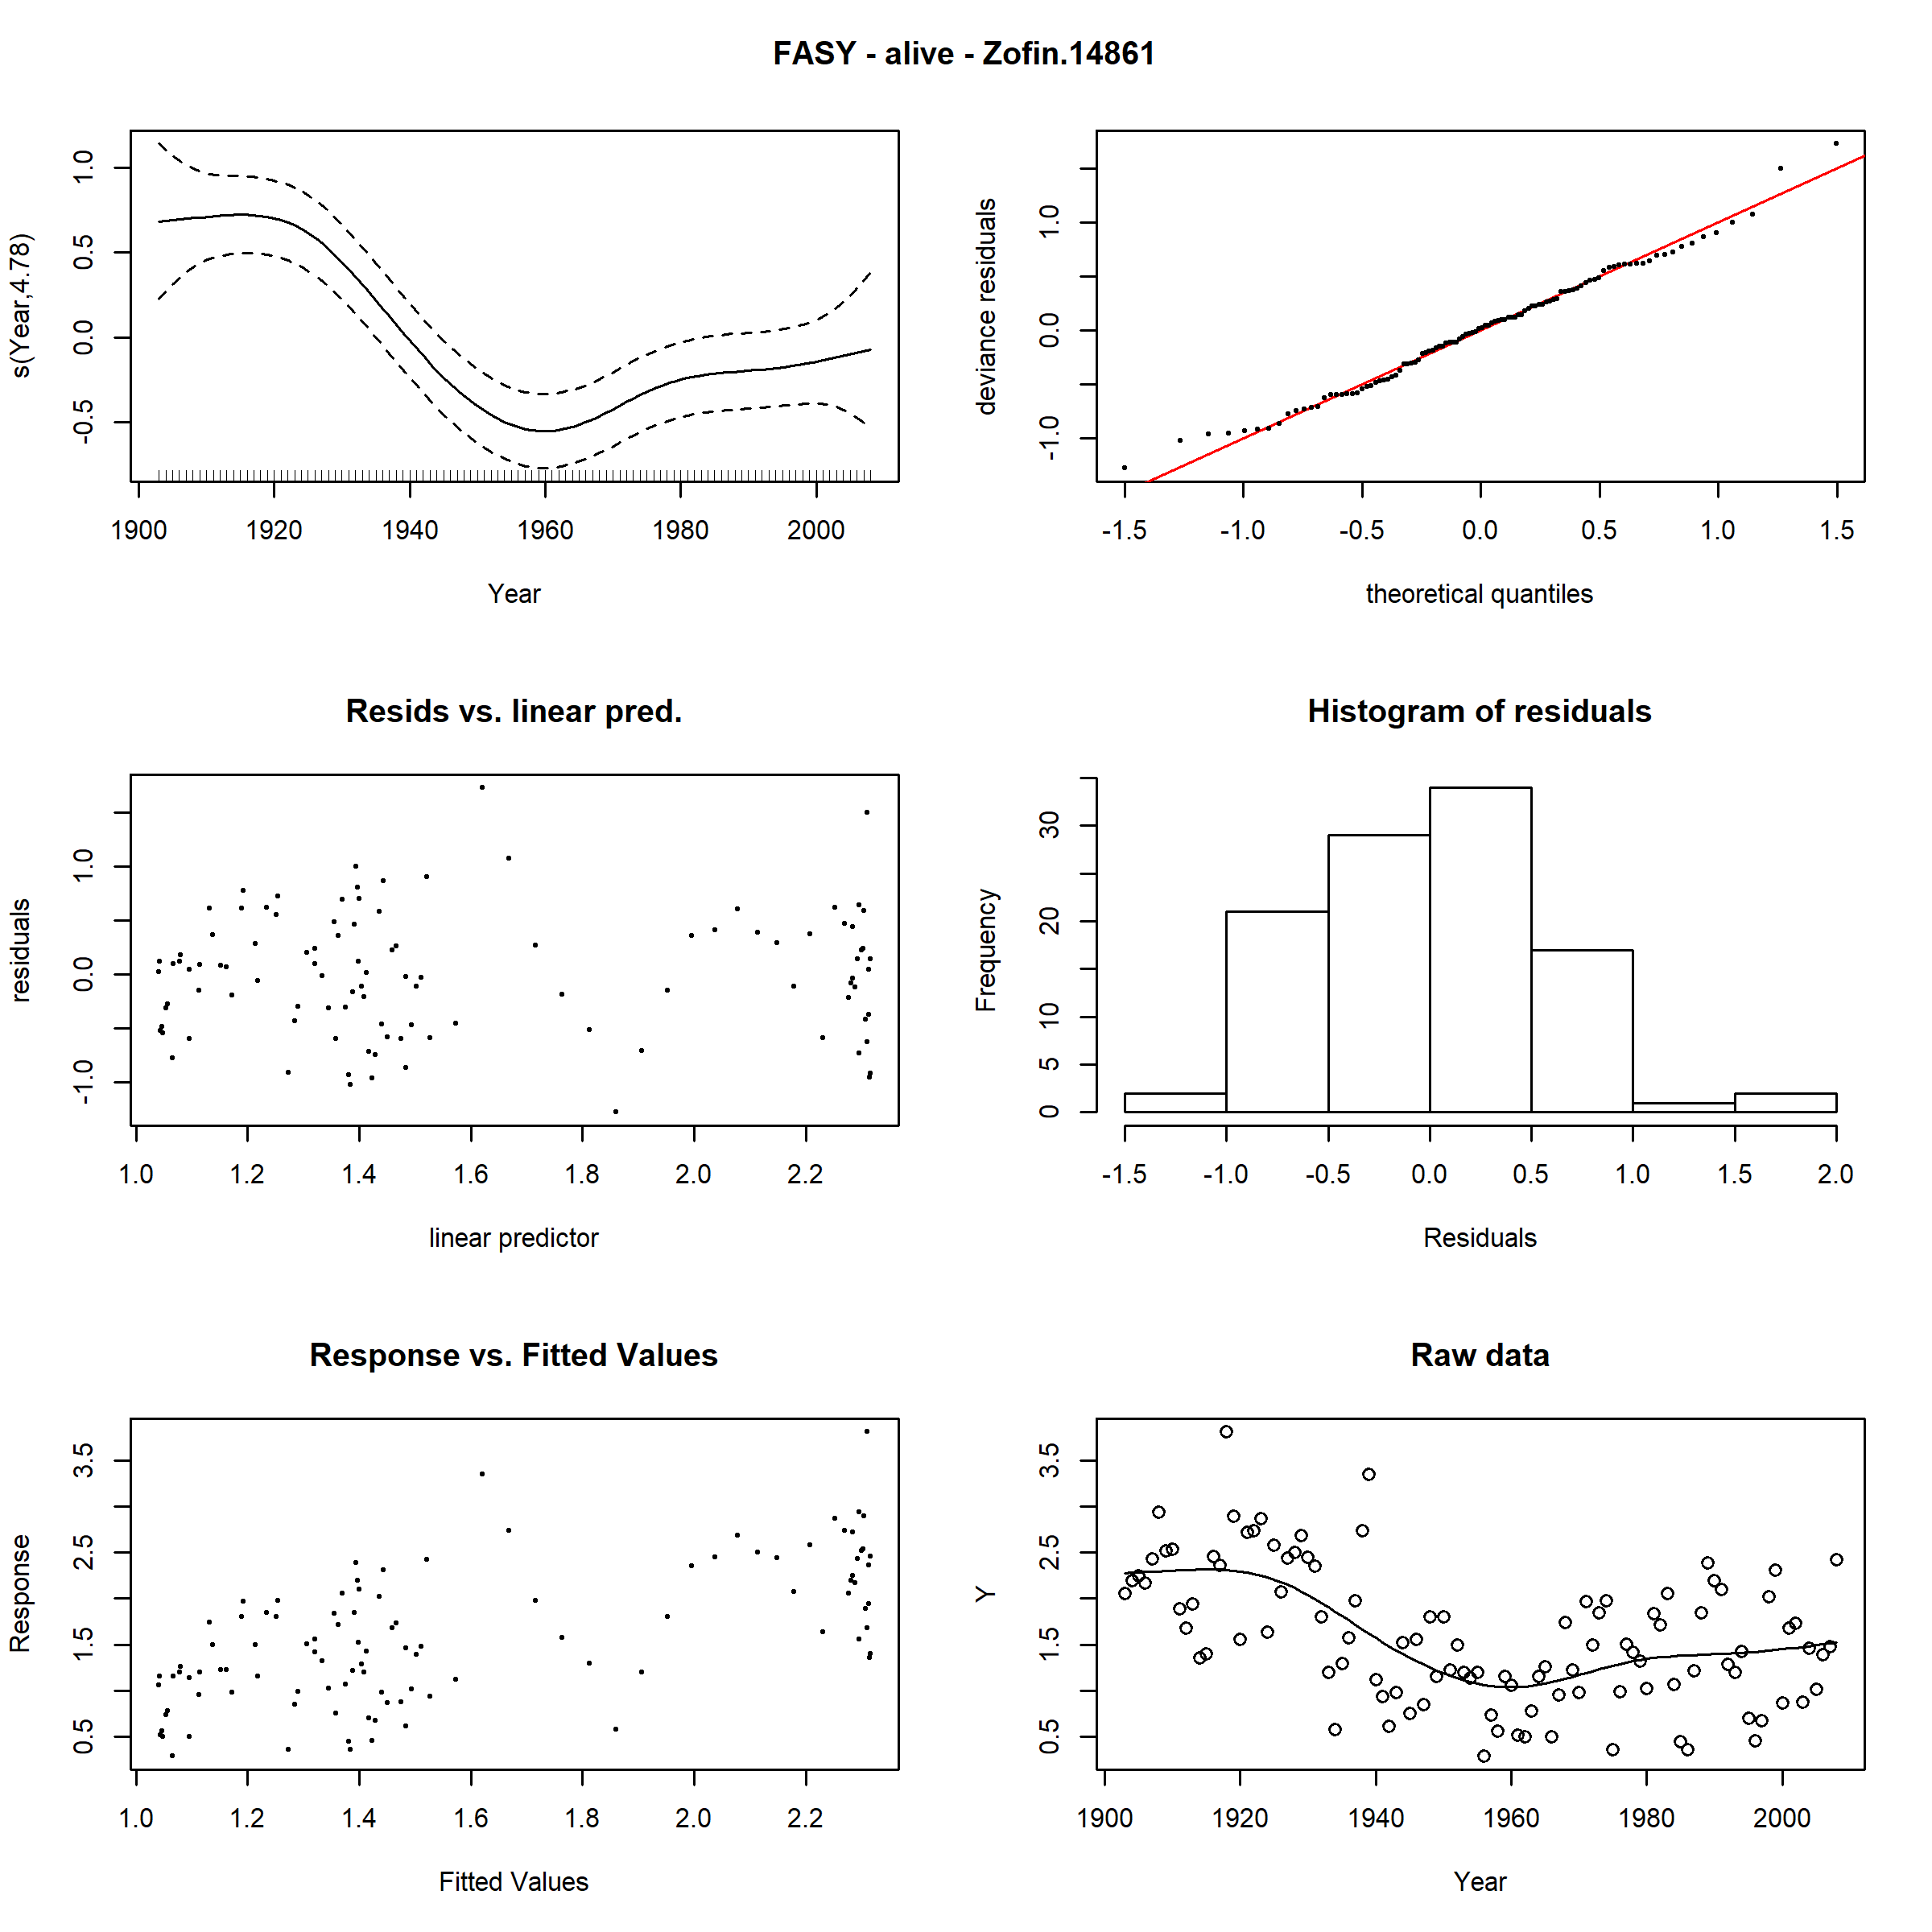 FASY - alive - Zofin.14861
s(Year,4.78)
1.0
0.5
0.0
-0.5
1900 1920 1940 1960 1980 2000
Year
deviance residuals
1.0
0.0
-1.0
-1.5 -1.0 -0.5 0.0 0.5 1.0 1.5
theoretical quantiles
Resids vs. linear pred.
residuals
1.0
0.0
-1.0
1.0 1.2 1.4 1.6 1.8 2.0 2.2
linear predictor
Histogram of residuals
Frequency
30
20
10
5
0
-1.5 -1.0 -0.5 0.0 0.5 1.0 1.5 2.0
Residuals
Response vs. Fitted Values
Response
3.5
2.5
1.5
0.5
1.0 1.2 1.4 1.6 1.8 2.0 2.2
Fitted Values
Raw data
Y
3.5
2.5
1.5
0.5
1900 1920 1940 1960 1980 2000
Year